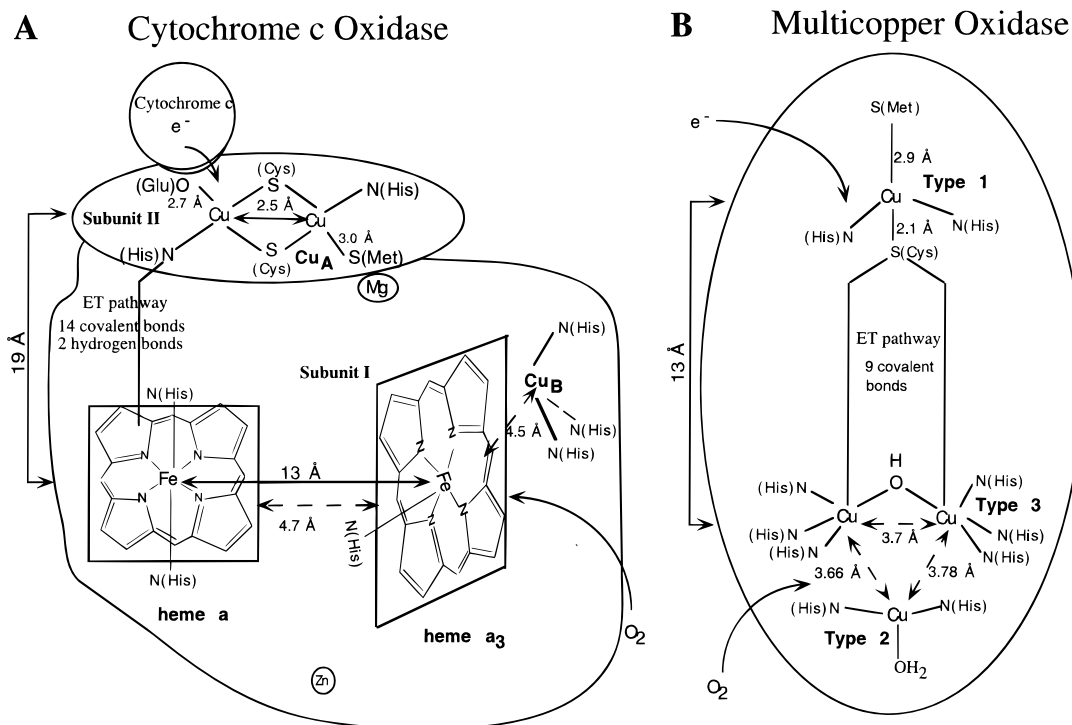 A Cytochrome c Oxidase
Cytochrome c
e-
(Glu)O
2.7 Å
(Cys)
S
N(His)
Subunit II
Cu
2.5 Å
Cu
(His)N
S
(Cys)
CuA
3.0 Å
S(Met)
Mg
ET pathway
14 covalent bonds
2 hydrogen bonds
19 Å
Subunit I
N(His)
CuB
N(His)
N(His)
4.5 Å
N(His)
N
N
Fe
N
N
N(His)
heme a
13 Å
4.7 Å
N
N
Fe
N
N
N(His)
heme a3
O2
Zn
B Multicopper Oxidase
S(Met)
e-
2.9 Å
Type 1
Cu
(His)N
N(His)
2.1 Å
S(Cys)
13 Å
ET pathway
9 covalent
bonds
H
O
(His)N
N(His)
Type 3
Cu
Cu
(His)N
(His)N
3.7 Å
N(His)
N(His)
3.66 Å
3.78 Å
(His)N
Cu
N(His)
Type 2
OH2
O2